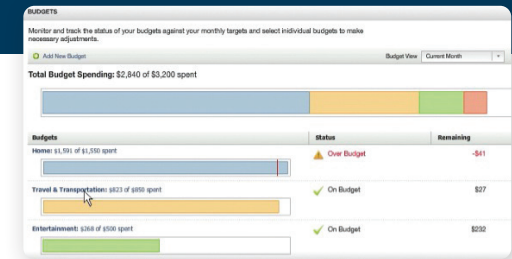 BUDGETS
Monitor and track the status of your budgets against your monthly targets and select inidividual budgets to make
necessary adjustments.
Add New Budget Budget View Current Month
Total Budget Spending: $2,840 of $3,200 spent
Budgets Status Remaining
Home: $1,591 of $1,550 spent Over Budget -$41
Travel & Transportation: $823 of $850 spent On Budget $27
Entertainment: $268 of $500 spent On Budget $232